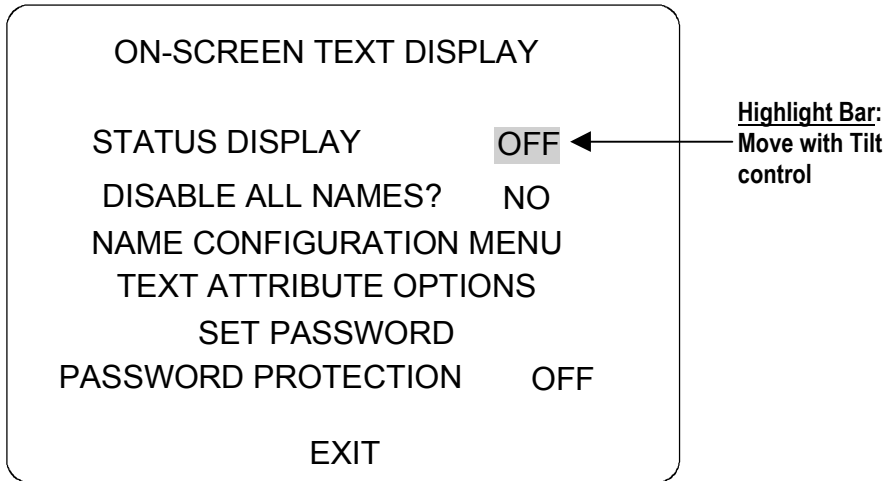 ON-SCREEN TEXT DISPLAY
STATUS DISPLAY OFF
DISABLE ALL NAMES? NO
NAME CONFIGURATION MENU
TEXT ATTRIBUTE OPTIONS
SET PASSWORD
PASSWORD PROTECTION OFF
EXIT
Highlight Bar:
Move with Tilt
control